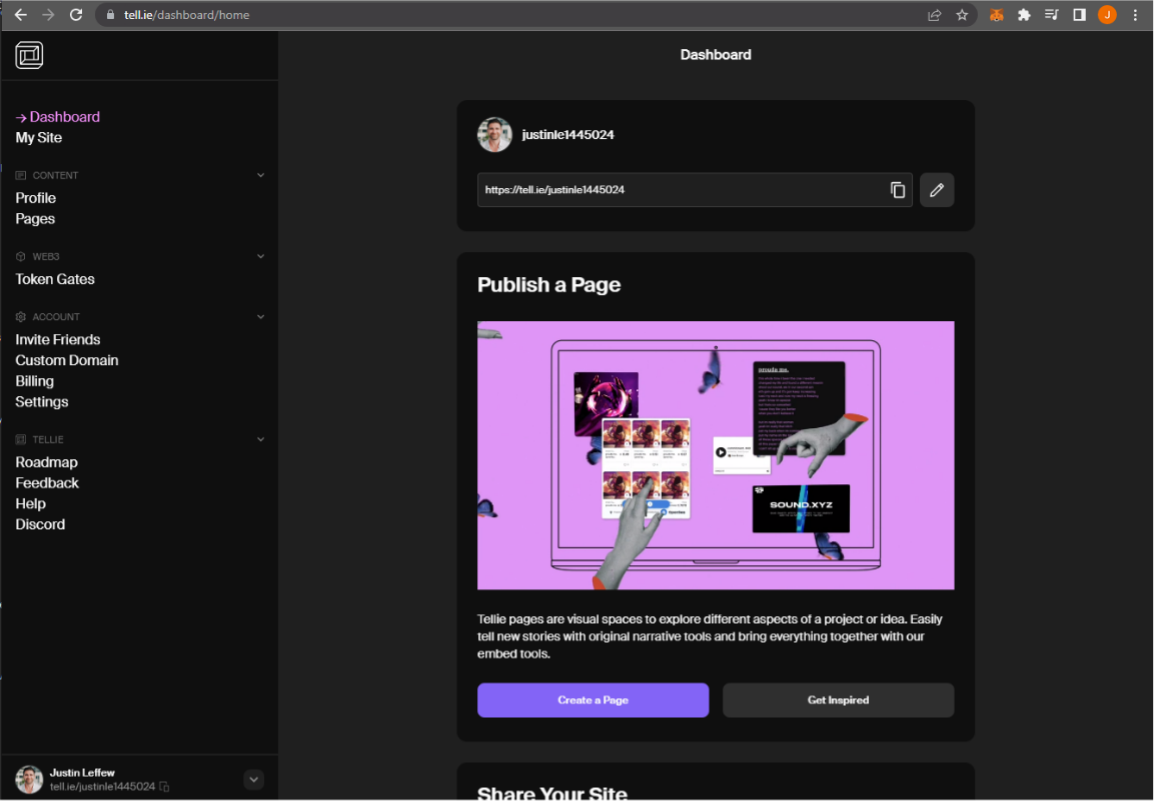 tell.ie/dashboard/home
J
Dashboard
→ Dashboard
My Site
CONTENT
Profile
Pages
WEB3
Token Gates
ACCOUNT
Invite Friends
Custom Domain
Billing
Settings
TELLIE
Roadmap
Feedback
Help
Discord
Justin Leffew
tell.ie/justinle1445024
justinle1445024
https://tell.ie/justinle1445024
Publish a Page
SOUND.XYZ
Tellie pages are visual spaces to explore different aspects of a project or idea. Easily
tell new stories with original narrative tools and bring everything together with our
embed tools.
Create a Page
Get Inspired
Share Your Site